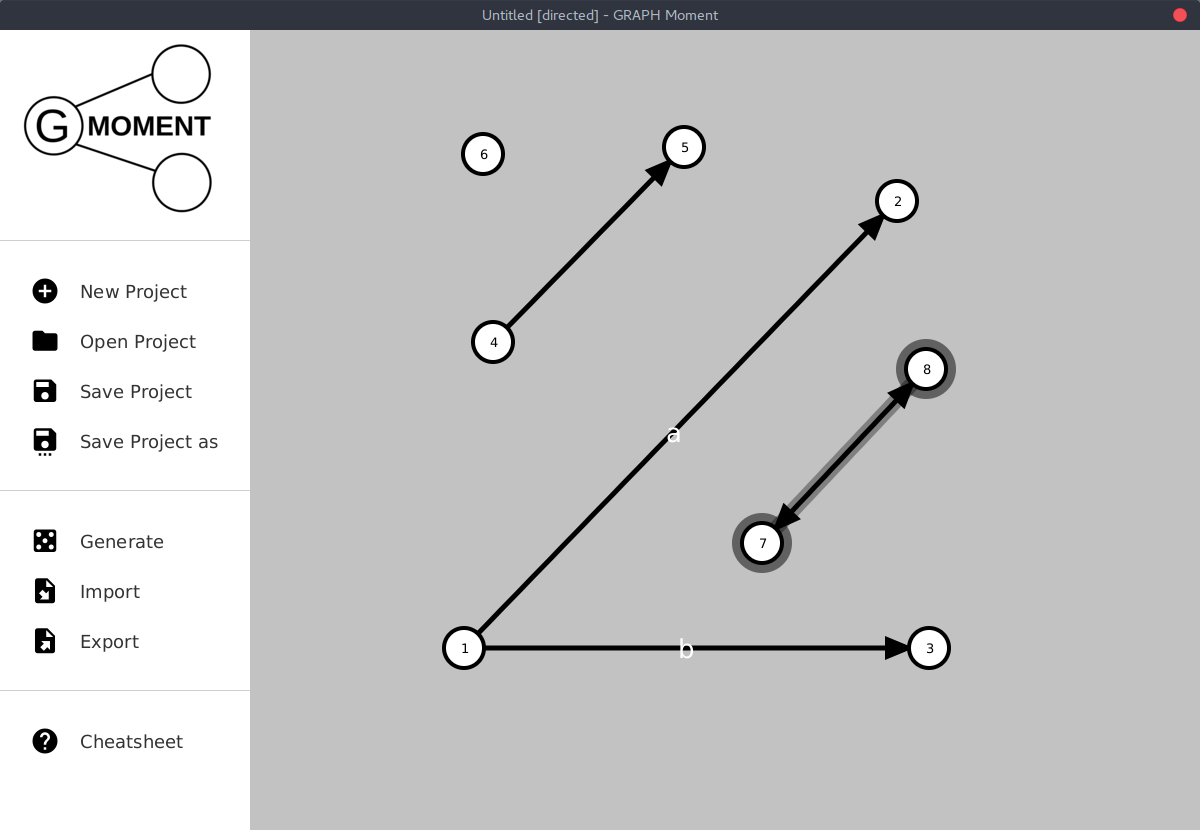 Untitled [directed] - GRAPH Moment
G MOMENT
New Project
Open Project
Save Project
Save Project as
Generate
Import
Export
Cheatsheet
6
5
2
4
8
a
7
1
b
3